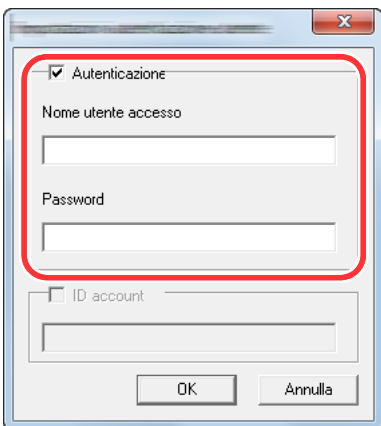 Autenticazione
Nome utente accesso
Password
ID account
OK
Annulla